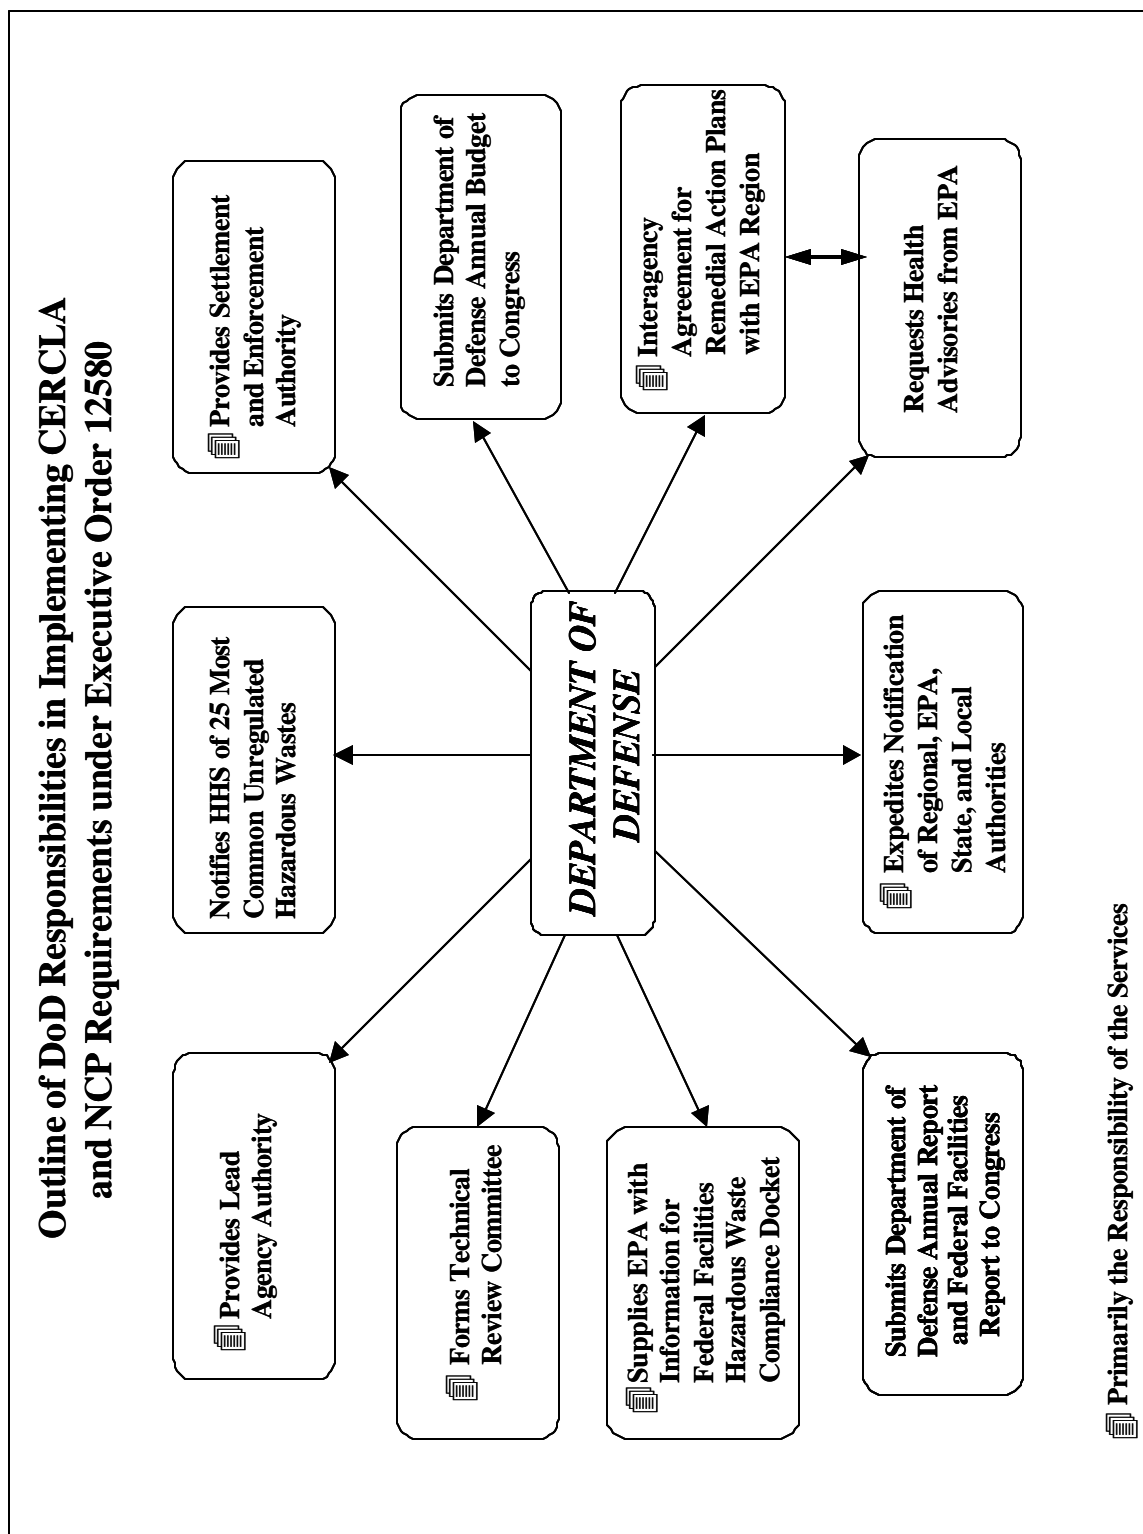 Outline of DoD Responsibilities in Implementing CERCLA
and NCP Requirements under Executive Order 12580
Provides Lead
Agency Authority
Notifies HHS of 25 Most
Common Unregulated
Hazardous Wastes
Provides Settlement
and Enforcement
Authority
Forms Technical
Review Committee
Submits Department of
Defense Annual Budget
to Congress
DEPARTMENT OF
DEFENSE
Supplies EPA with
Information for
Federal Facilities
Hazardous Waste
Compliance Docket
Interagency
Agreement for
Remedial Action Plans
with EPA Region
Submits Department of
Defense Annual Report
and Federal Facilities
Report to Congress
Expedites Notification
of Regional, EPA,
State, and Local
Authorities
Requests Health
Advisories from EPA
Primarily the Responsibility of the Services